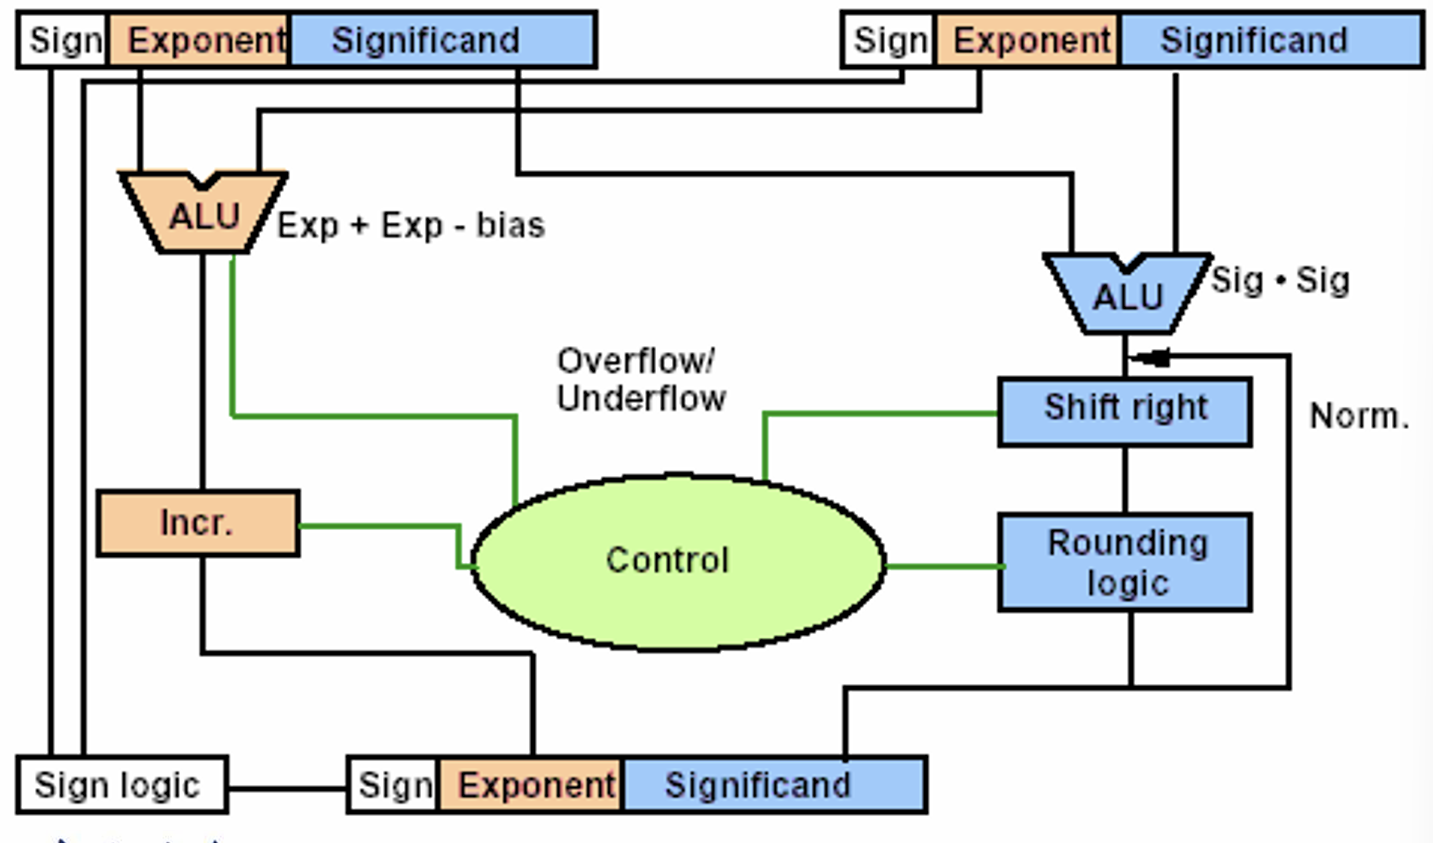 Sign Exponent Significand
Sign Exponent Significand
ALU
Exp + Exp - bias
ALU
Sig • Sig
Overflow/
Underflow
Shift right
Norm.
Incr.
Control
Rounding
logic
Sign logic
Sign Exponent Significand